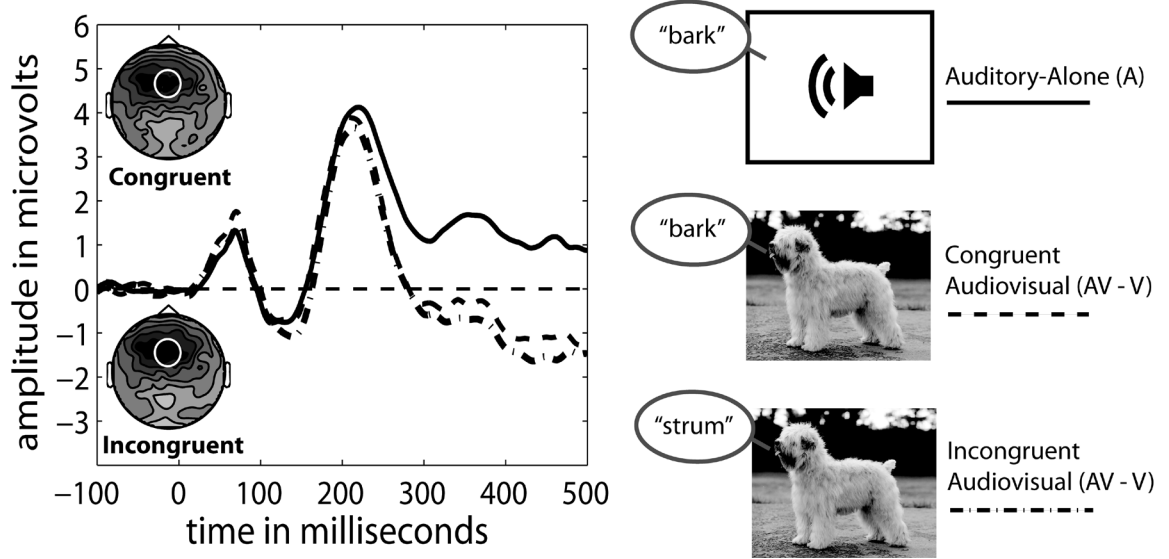 amplitude in microvolts
6
5
4
3
2
1
0
−1
−2
−3
Congruent
Incongruent
−100 0 100 200 300 400 500
time in milliseconds
“bark”
Auditory-Alone (A)
“bark”
Congruent
Audiovisual (AV - V)
“strum”
Incongruent
Audiovisual (AV - V)